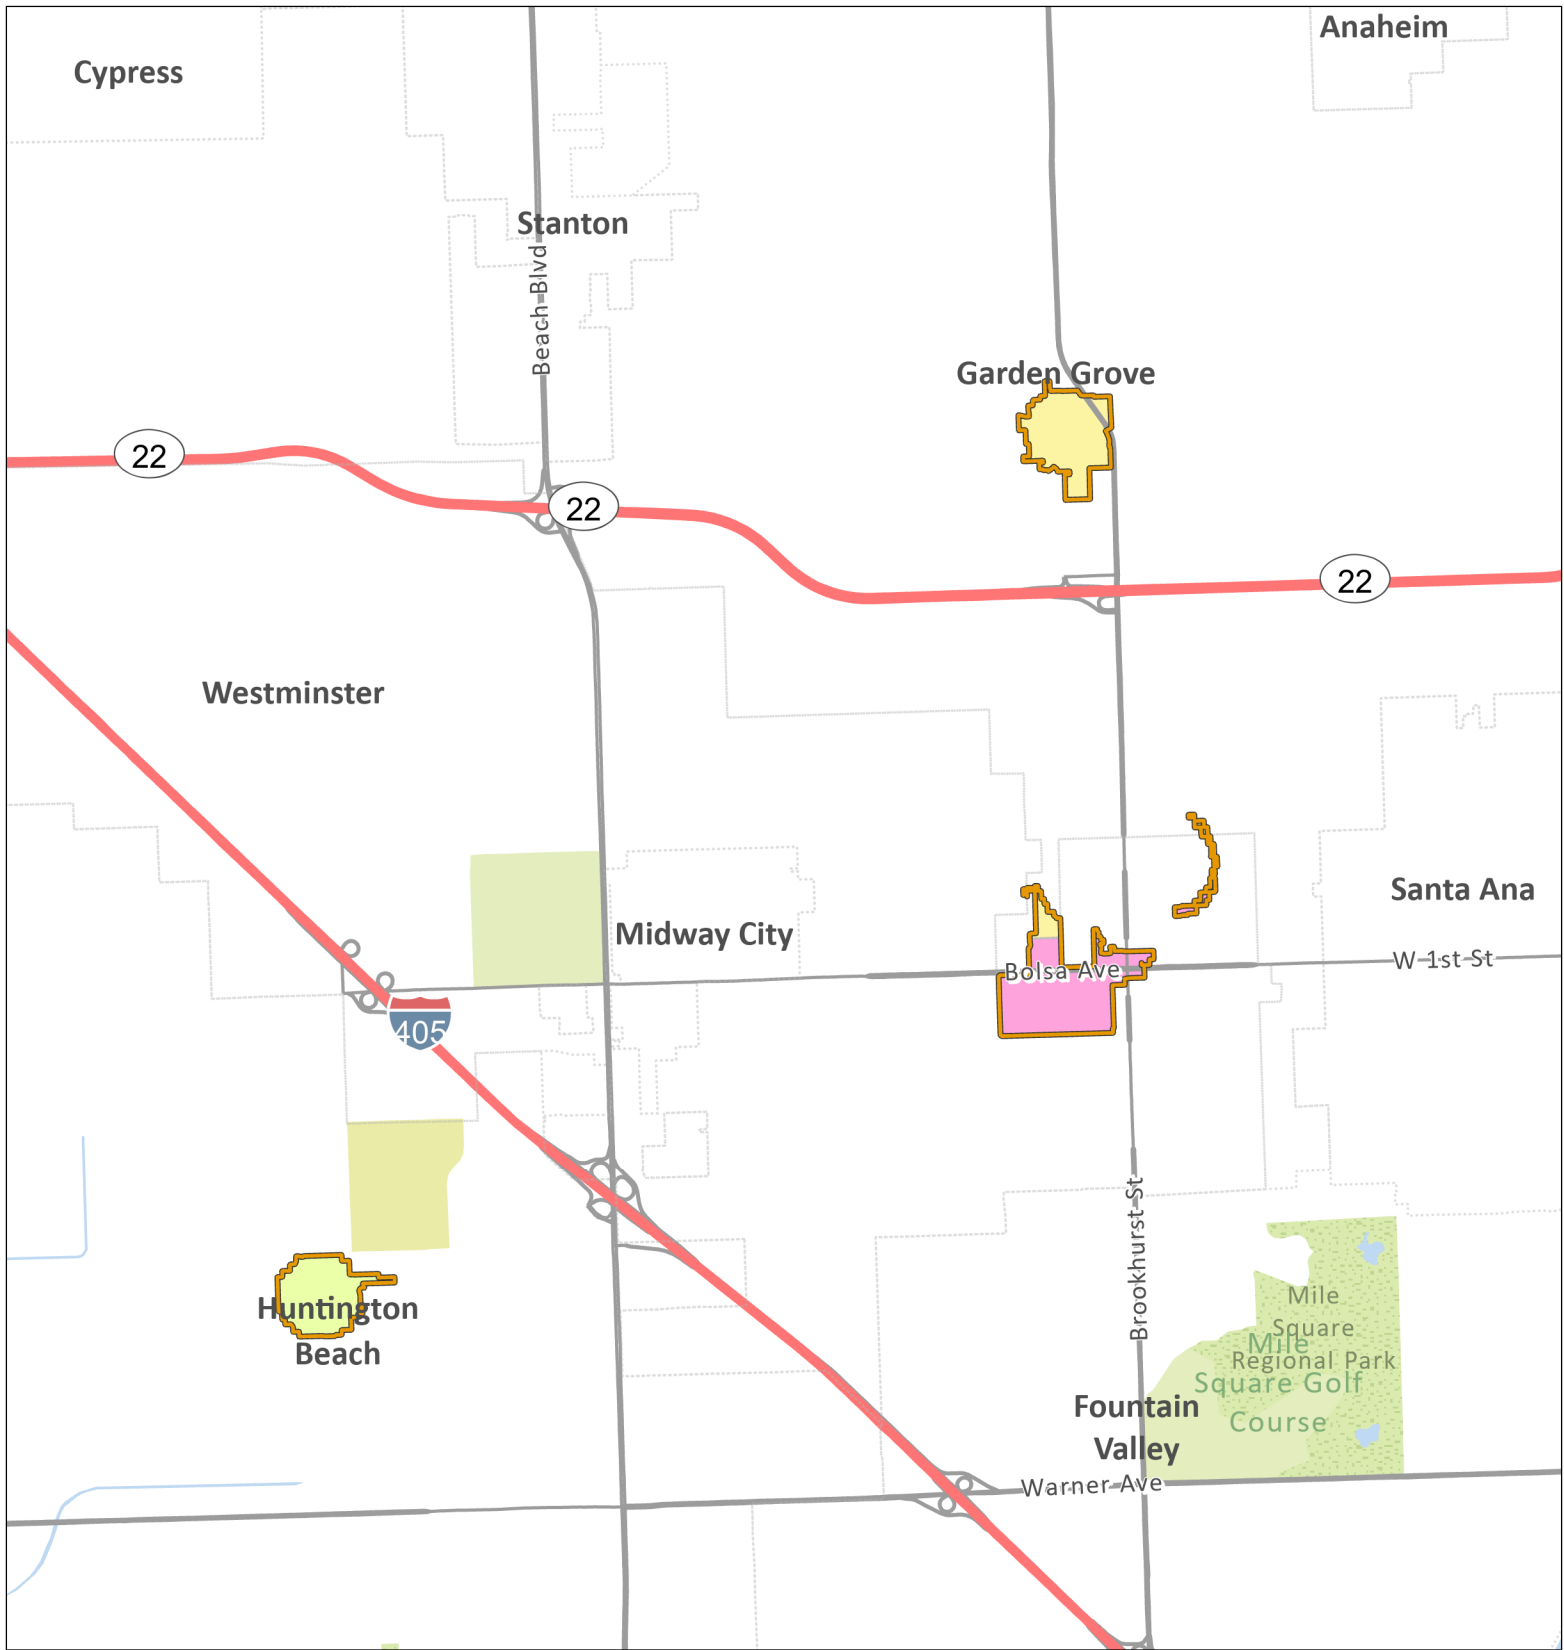 Anaheim
Cypress
Stanton
Beach Blvd
Garden Grove
22
22
22
Westminster
Santa Ana
Midway City
W 1st St
Bolsa Ave
405
Brookhurst St
Mile
Square
Regional Park
Mile
Square Golf
Course
Huntington
Beach
Fountain
Valley
Warner Ave